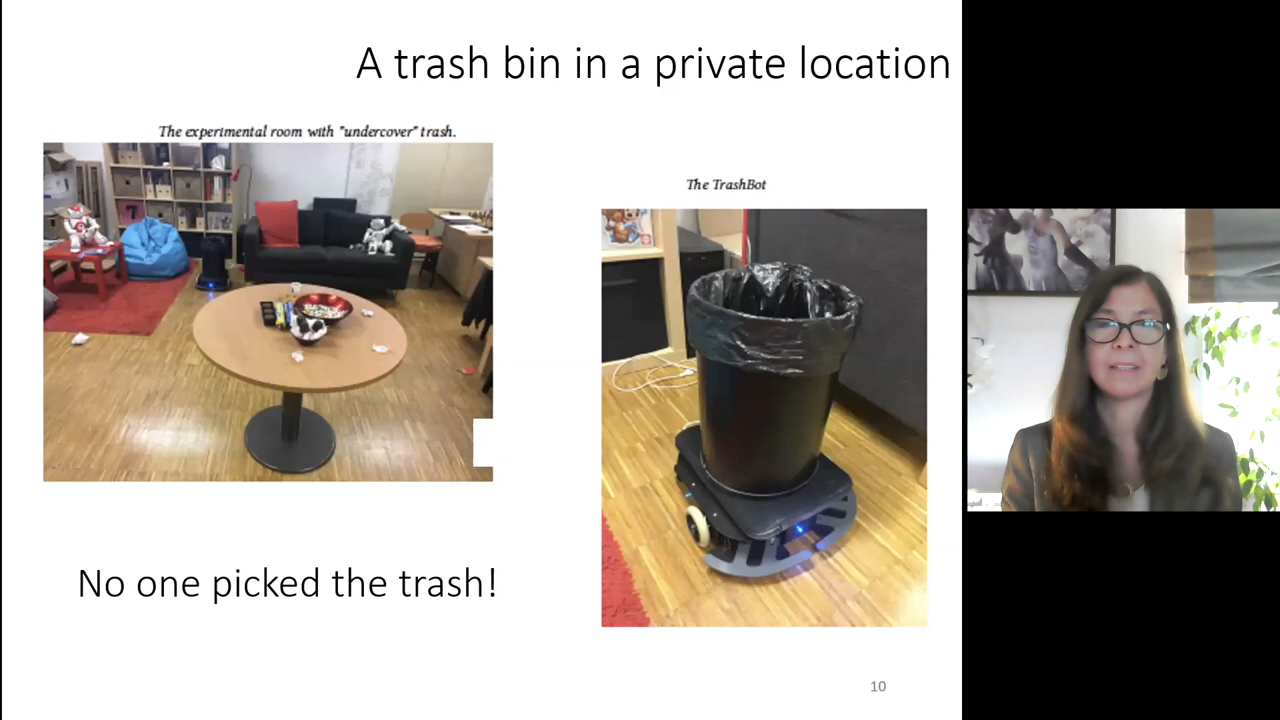 A trash bin in a private location
The experimental room with "undercover" trash.
The TrashBot
No one picked the trash!
10